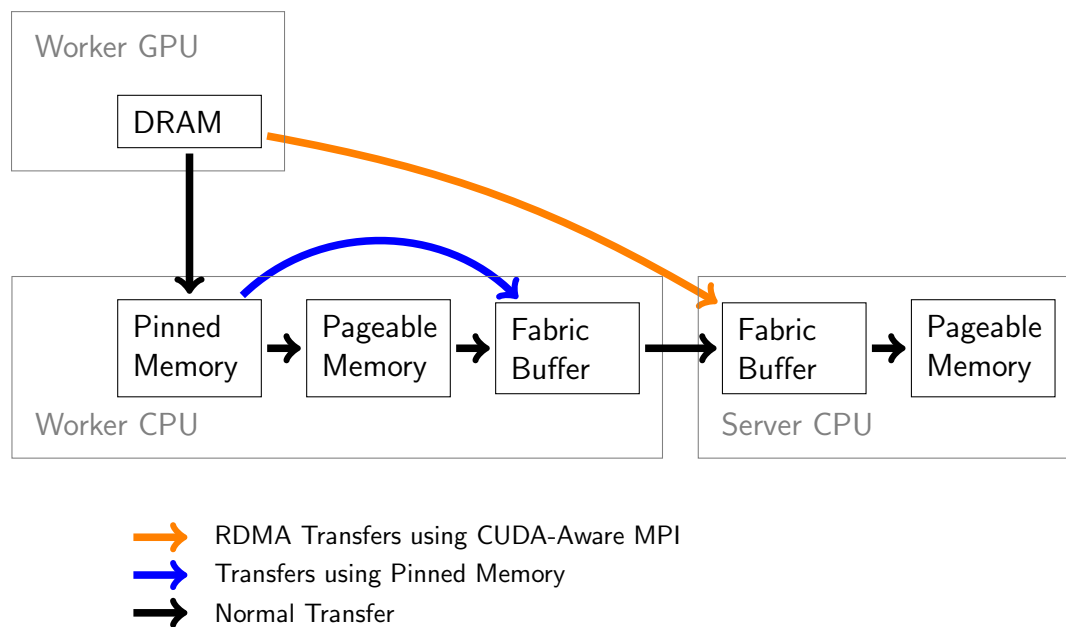 Worker GPU
DRAM
Pinned
Memory
Pageable
Memory
Fabric
Buffer
Fabric
Buffer
Pageable
Memory
Worker CPU
Server CPU
RDMA Transfers using CUDA-Aware MPI
Transfers using Pinned Memory
Normal Transfer